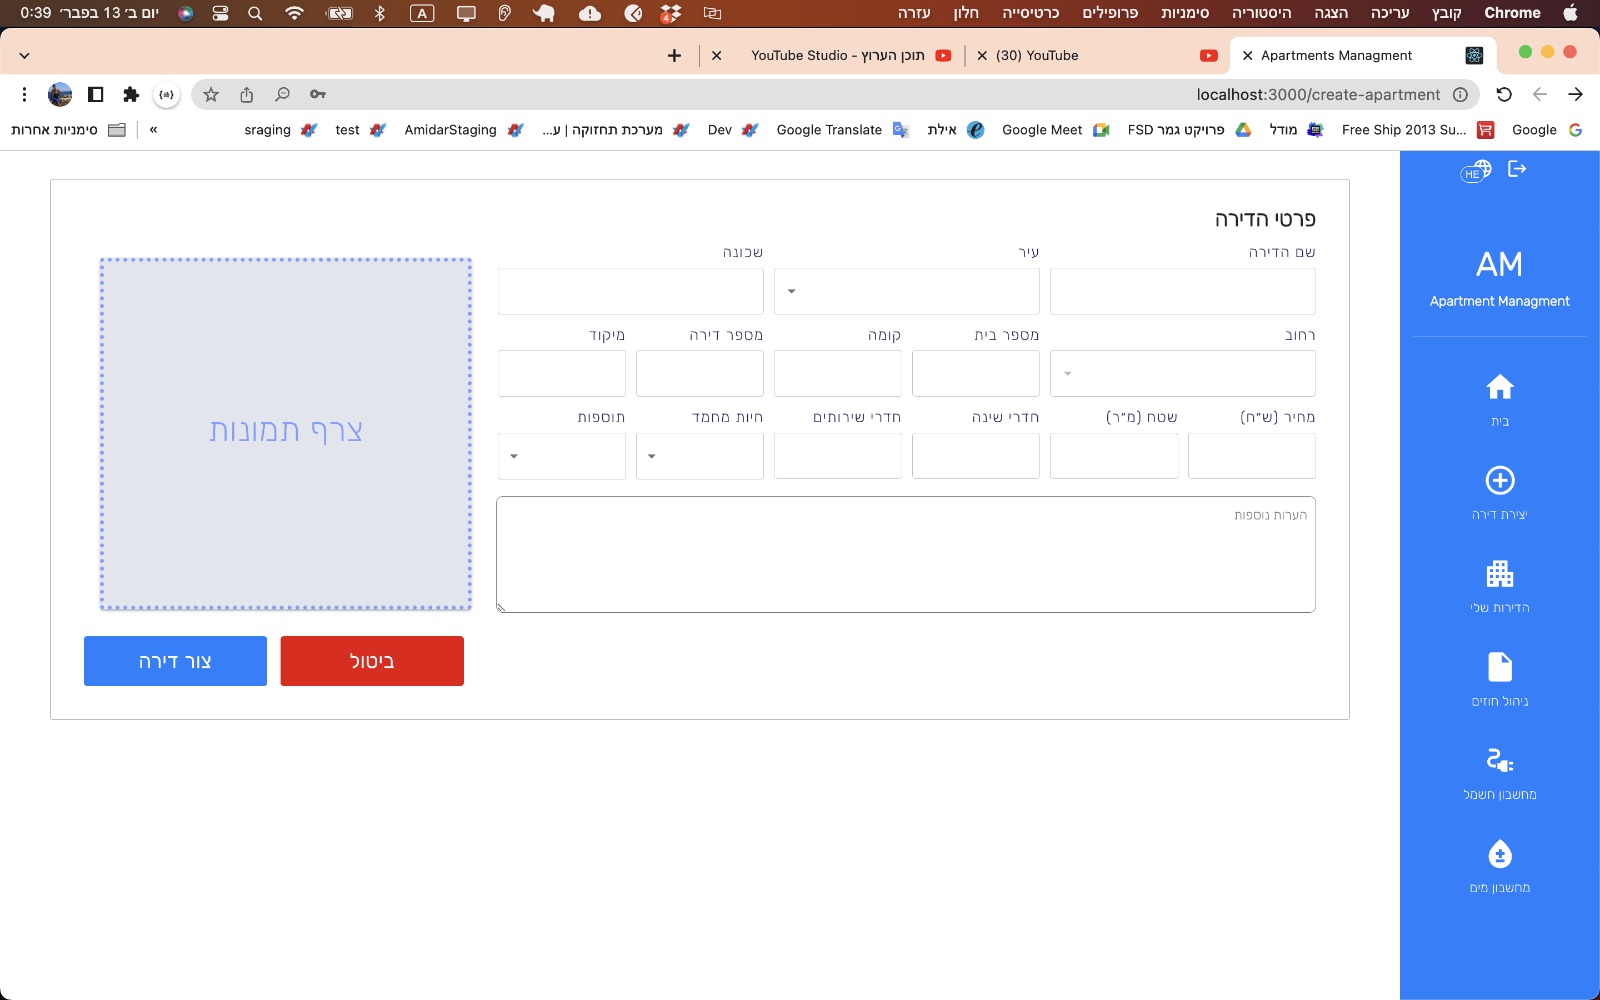 Chrome קובץ עריכה הצגה היסטוריה סימניות פרופילים כרטיסייה חלון עזרה
4 A יום ב׳ 13 בפבר׳ 0:39
Apartments Managment
(30) YouTube
תוכן הערוץ - YouTube Studio
localhost:3000/create-apartment
Google
Free Ship 2013 Su...
מודל
פרויקט גמר FSD
Google Meet
אילת
Google Translate
Dev
מערכת תחזוקה | ע...
AmidarStaging
test
sraging
»
סימניות אחרות
HE
AM
Apartment Managment
בית
יצירת דירה
הדירות שלי
ניהול חוזים
מחשבון חשמל
מחשבון מים
פרטי הדירה
שם הדירה עיר שכונה
רחוב מספר בית קומה מספר דירה מיקוד
מחיר (ש״ח) שטח (מ״ר) חדרי שינה חדרי שירותים חיות מחמד תוספות
הערות נוספות
צרף תמונות
ביטול
צור דירה